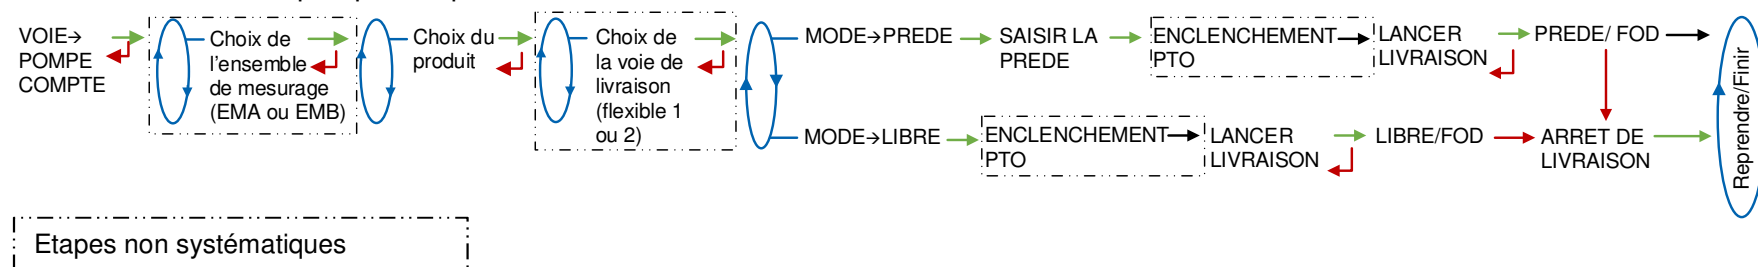 VOIE→
POMPE
COMPTE
Choix de
l'ensemble
de mesurage
(EMA ou EMB)
Choix du
produit
Choix de
la voie de
livraison
(flexible 1
ou 2)
MODE→PREDE
SAISIR LA
PREDE
ENCLENCHEMENT
PTO
LANCER
LIVRAISON
PREDE/ FOD
MODE→LIBRE
ENCLENCHEMENT
PTO
LANCER
LIVRAISON
LIBRE/FOD
ARRET DE
LIVRAISON
Reprendre/Finir
Etapes non systématiques